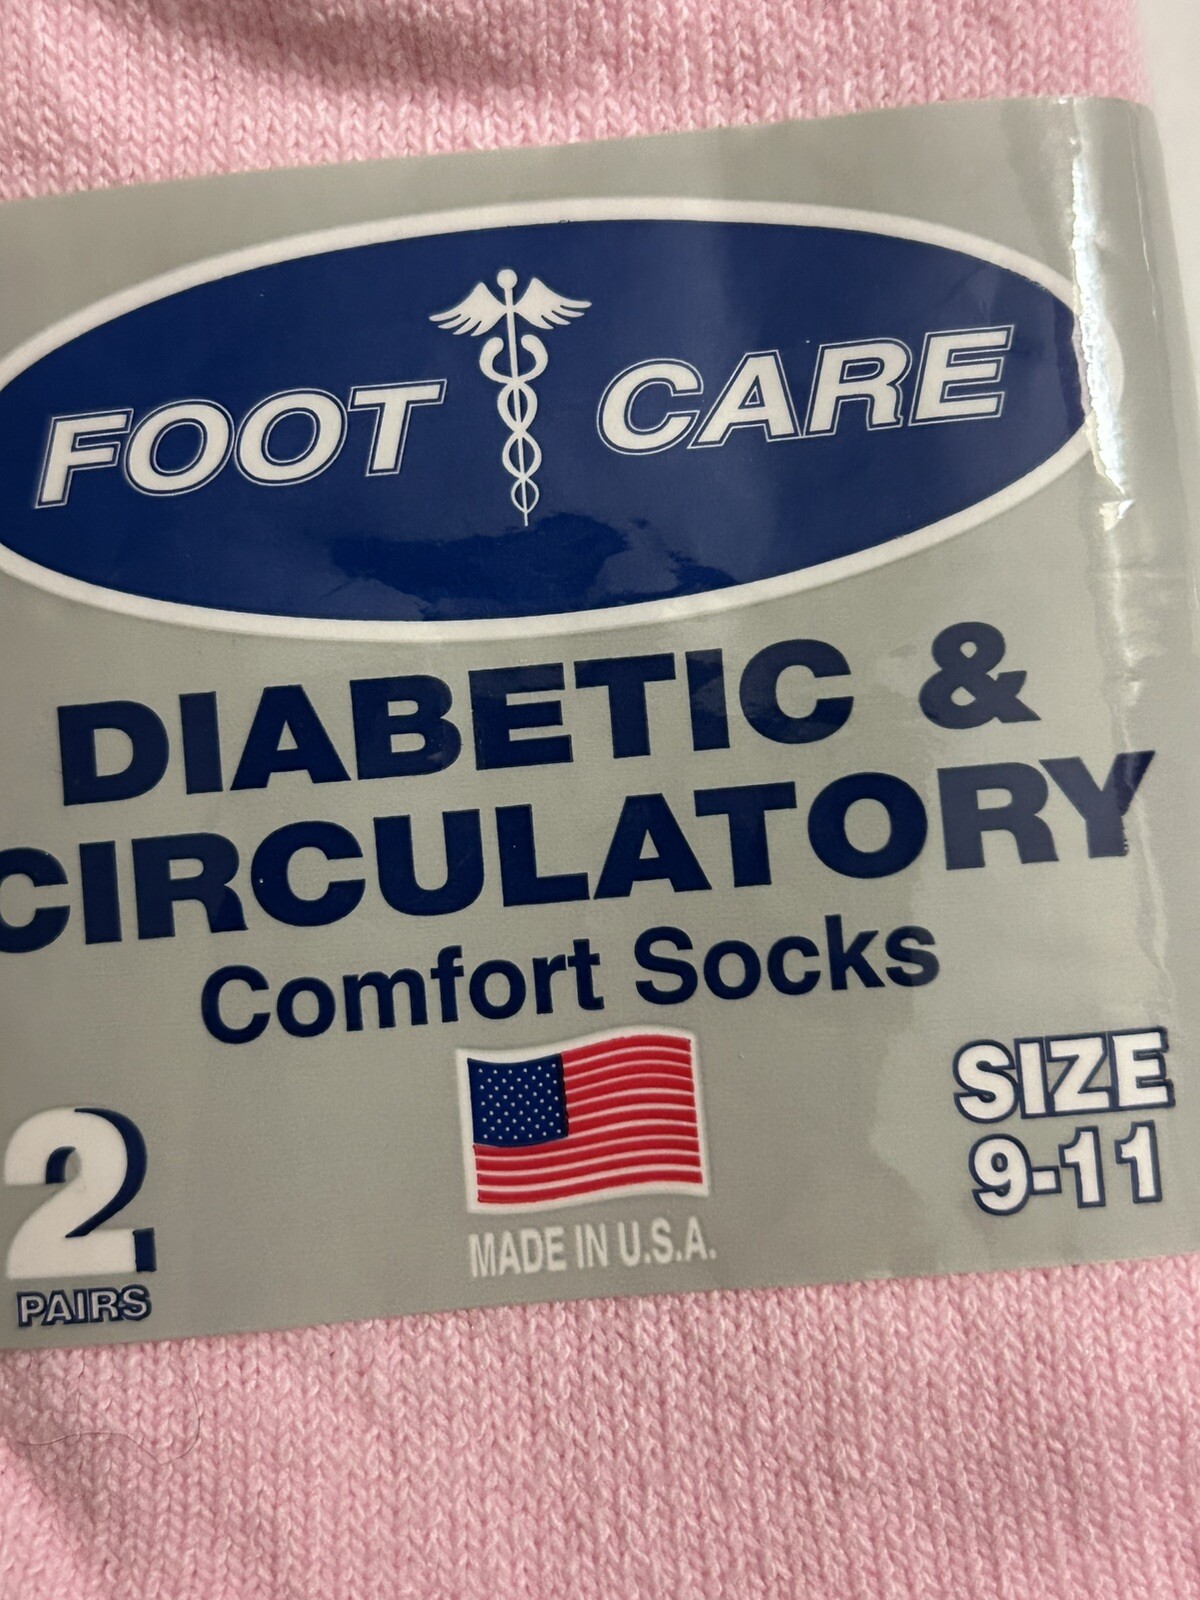 FOOT CARE
DIABETIC &
CIRCULATORY
Comfort Socks
2
PAIRS
MADE IN U.S.A.
SIZE
9-11